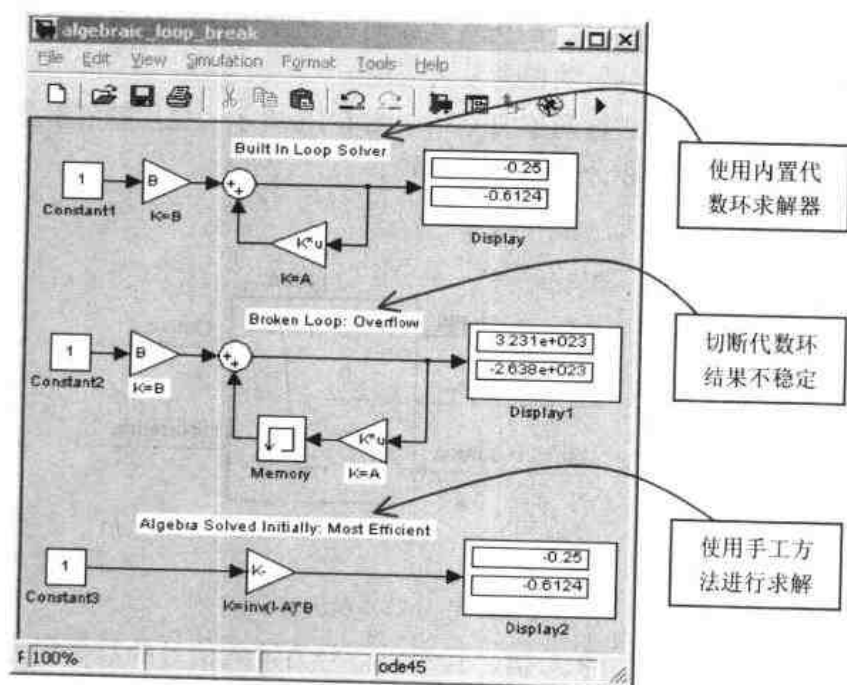 algebraic_loop_break
File Edit View Simulation Format Tools Help
Built In Loop Solver
1
Constant1
B
K=B
K*u
K=A
-0.25
-0.6124
Display
使用内置代
数环求解器
Broken Loop: Overflow
1
Constant2
B
K=B
Memory
K*u
K=A
3.231e+023
-2.638e+023
Display1
切断代数环
结果不稳定
Algebra Solved Initially: Most Efficient
1
Constant3
K-
K=inv(I-A)*B
-0.25
-0.6124
Display2
使用手工方
法进行求解
100%
ode45